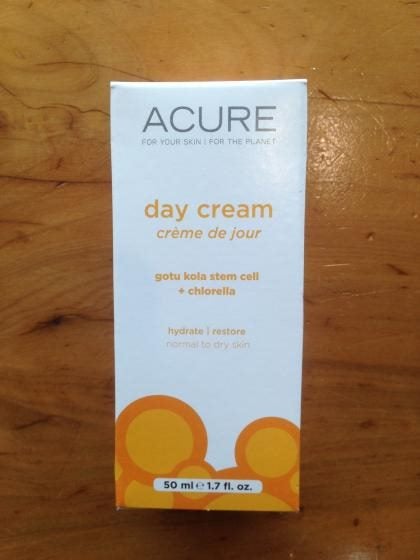 ACURE
FOR YOUR SKIN | FOR THE PLANET
day cream
crème de jour
gotu kola stem cell
+ chlorella
hydrate | restore
normal to dry skin
50 ml ℮ 1.7 fl. oz.